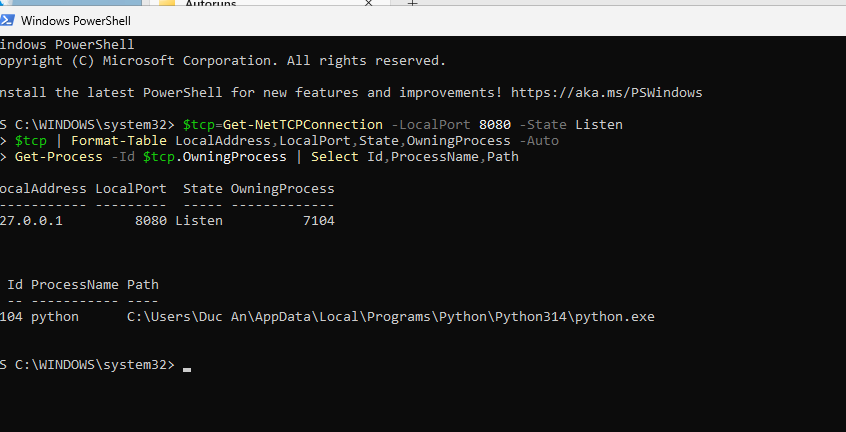 Autoruns
Windows PowerShell
indows PowerShell
opyright (C) Microsoft Corporation. All rights reserved.
nstall the latest PowerShell for new features and improvements! https://aka.ms/PSWindows
S C:\WINDOWS\system32> $tcp=Get-NetTCPConnection -LocalPort 8080 -State Listen
> $tcp | Format-Table LocalAddress,LocalPort,State,OwningProcess -Auto
> Get-Process -Id $tcp.OwningProcess | Select Id,ProcessName,Path
ocalAddress LocalPort  State OwningProcess
----------- ---------  ----- -------------
27.0.0.1         8080 Listen          7104
Id ProcessName Path
-- ----------- ----
104 python      C:\Users\Duc An\AppData\Local\Programs\Python\Python314\python.exe
S C:\WINDOWS\system32>